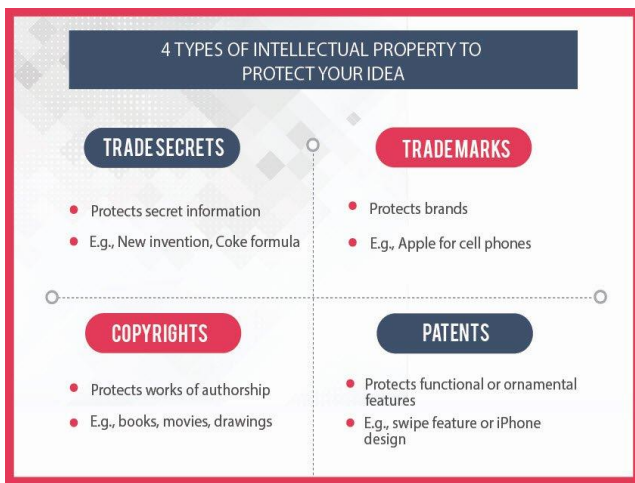 4 TYPES OF INTELLECTUAL PROPERTY TO
PROTECT YOUR IDEA
TRADE SECRETS
Protects secret information
E.g., New invention, Coke formula
TRADEMARKS
Protects brands
E.g., Apple for cell phones
COPYRIGHTS
Protects works of authorship
E.g., books, movies, drawings
PATENTS
Protects functional or ornamental
features
E.g., swipe feature or iPhone
design